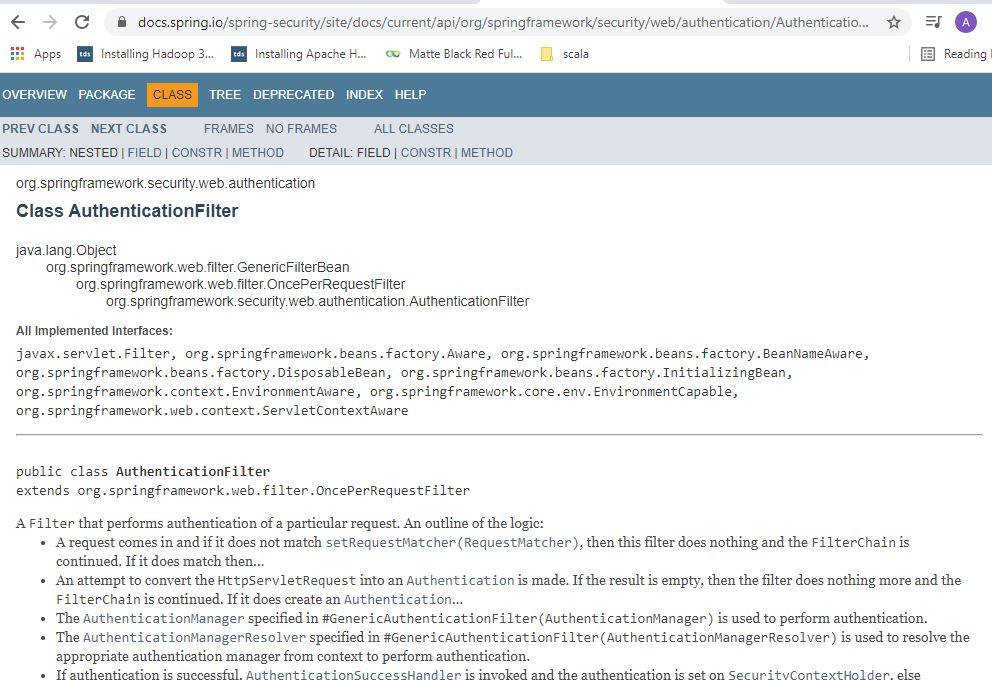 docs.spring.io/spring-security/site/docs/current/api/org/springframework/security/web/authentication/Authenticatio...
A
Apps
tds Installing Hadoop 3...
tds Installing Apache H...
Matte Black Red Ful...
scala
Reading
OVERVIEW PACKAGE CLASS TREE DEPRECATED INDEX HELP
PREV CLASS NEXT CLASS FRAMES NO FRAMES ALL CLASSES
SUMMARY: NESTED | FIELD | CONSTR | METHOD DETAIL: FIELD | CONSTR | METHOD
org.springframework.security.web.authentication
Class AuthenticationFilter
java.lang.Object
org.springframework.web.filter.GenericFilterBean
org.springframework.web.filter.OncePerRequestFilter
org.springframework.security.web.authentication.AuthenticationFilter
All Implemented Interfaces:
javax.servlet.Filter, org.springframework.beans.factory.Aware, org.springframework.beans.factory.BeanNameAware,
org.springframework.beans.factory.DisposableBean, org.springframework.beans.factory.InitializingBean,
org.springframework.context.EnvironmentAware, org.springframework.core.env.EnvironmentCapable,
org.springframework.web.context.ServletContextAware
public class AuthenticationFilter
extends org.springframework.web.filter.OncePerRequestFilter
A Filter that performs authentication of a particular request. An outline of the logic:
• A request comes in and if it does not match setRequestMatcher(RequestMatcher), then this filter does nothing and the FilterChain is
continued. If it does match then...
• An attempt to convert the HttpServletRequest into an Authentication is made. If the result is empty, then the filter does nothing more and the
FilterChain is continued. If it does create an Authentication...
• The AuthenticationManager specified in #GenericAuthenticationFilter(AuthenticationManager) is used to perform authentication.
• The AuthenticationManagerResolver specified in #GenericAuthenticationFilter(AuthenticationManagerResolver) is used to resolve the
appropriate authentication manager from context to perform authentication.
• If authentication is successful, AuthenticationSuccessHandler is invoked and the authentication is set on SecurityContextHolder, else